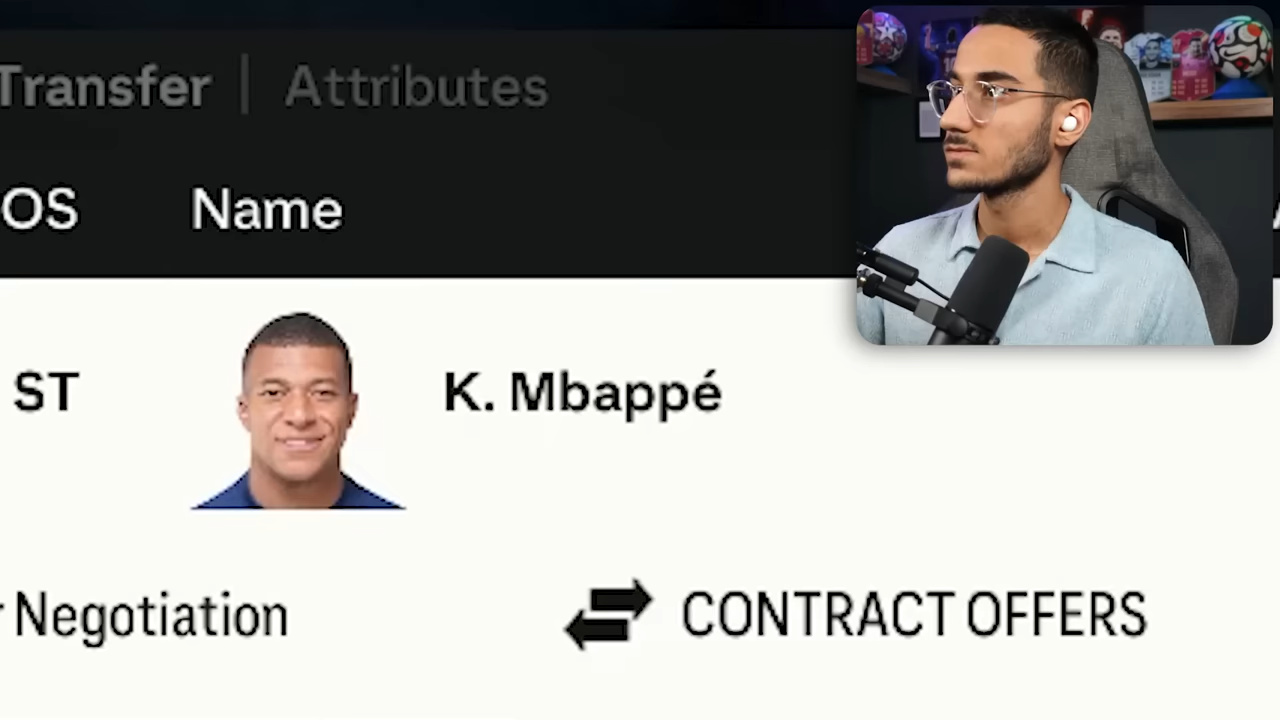 Transfer | Attributes
OS Name
ST K. Mbappé
Negotiation CONTRACT OFFERS